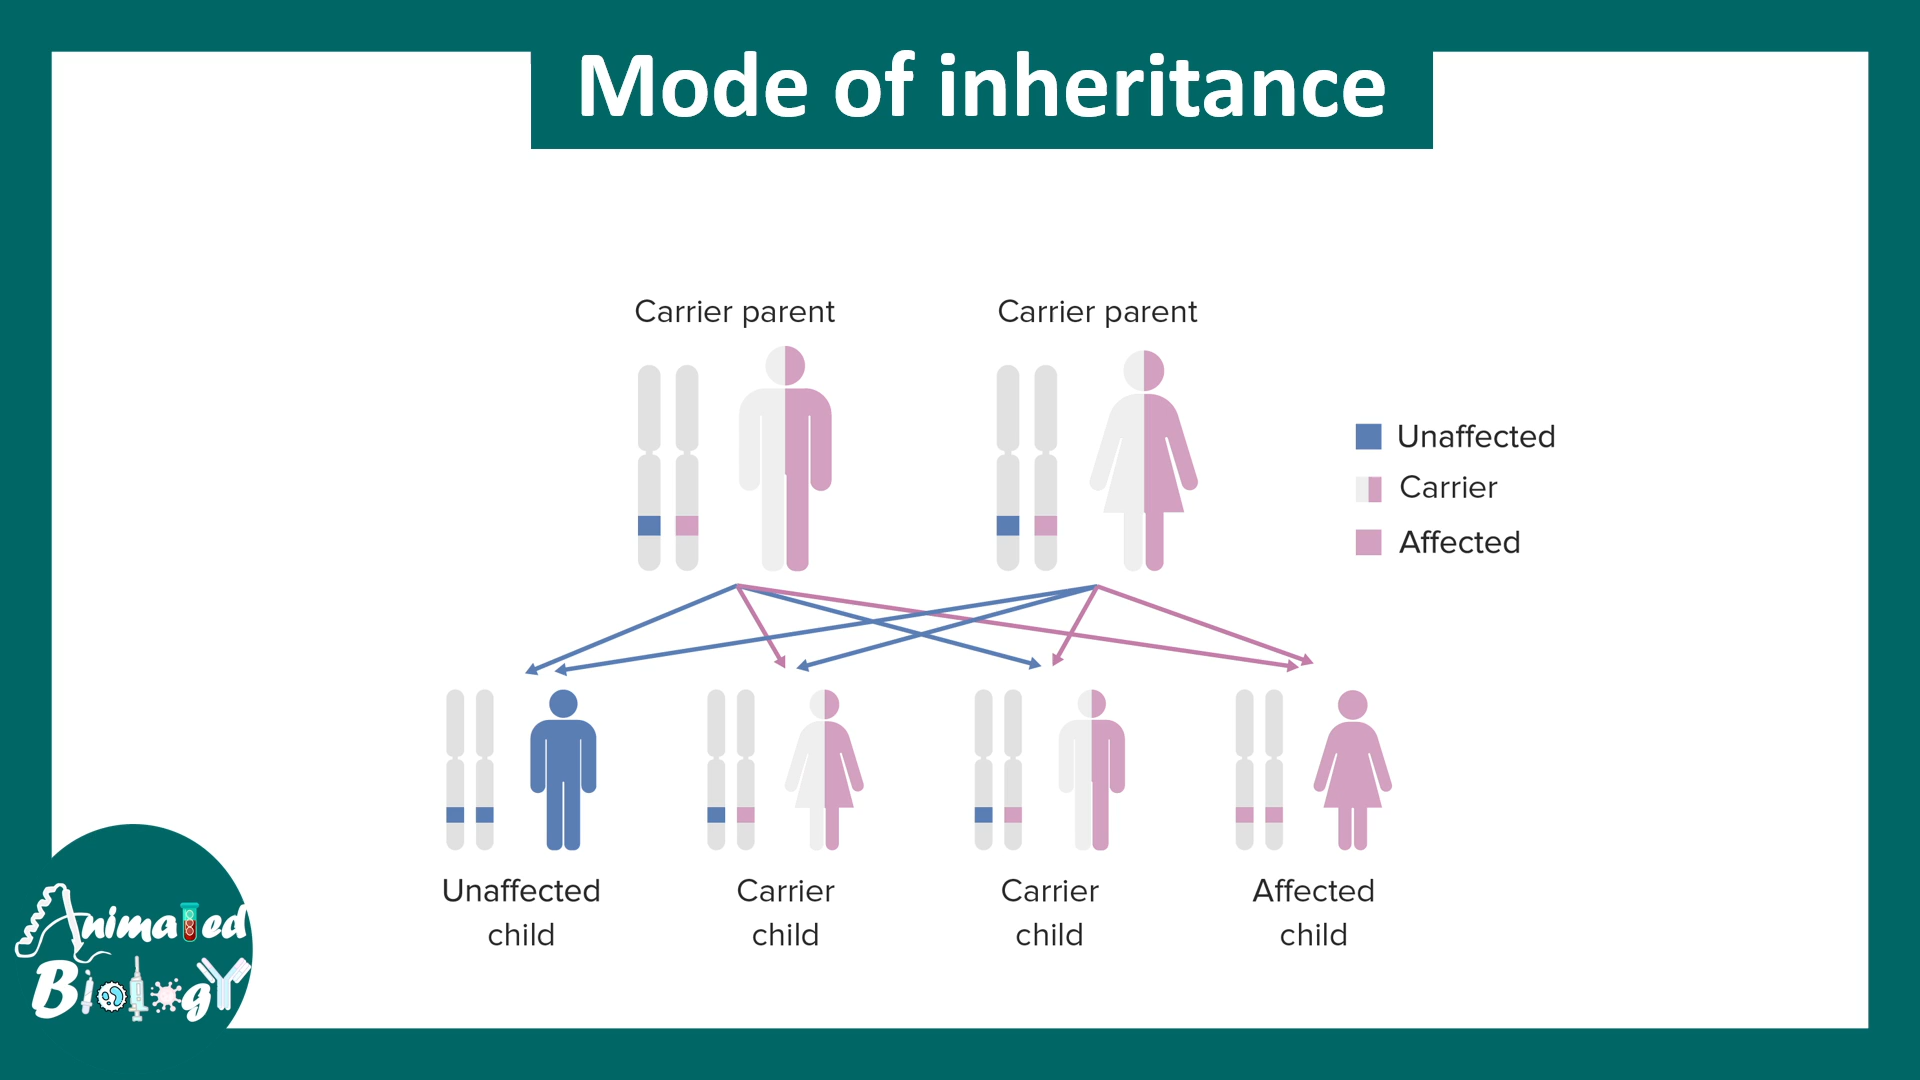 Mode of inheritance
Carrier parent
Carrier parent
Unaffected
Carrier
Affected
Unaffected
child
Carrier
child
Carrier
child
Affected
child
Animated
Biology